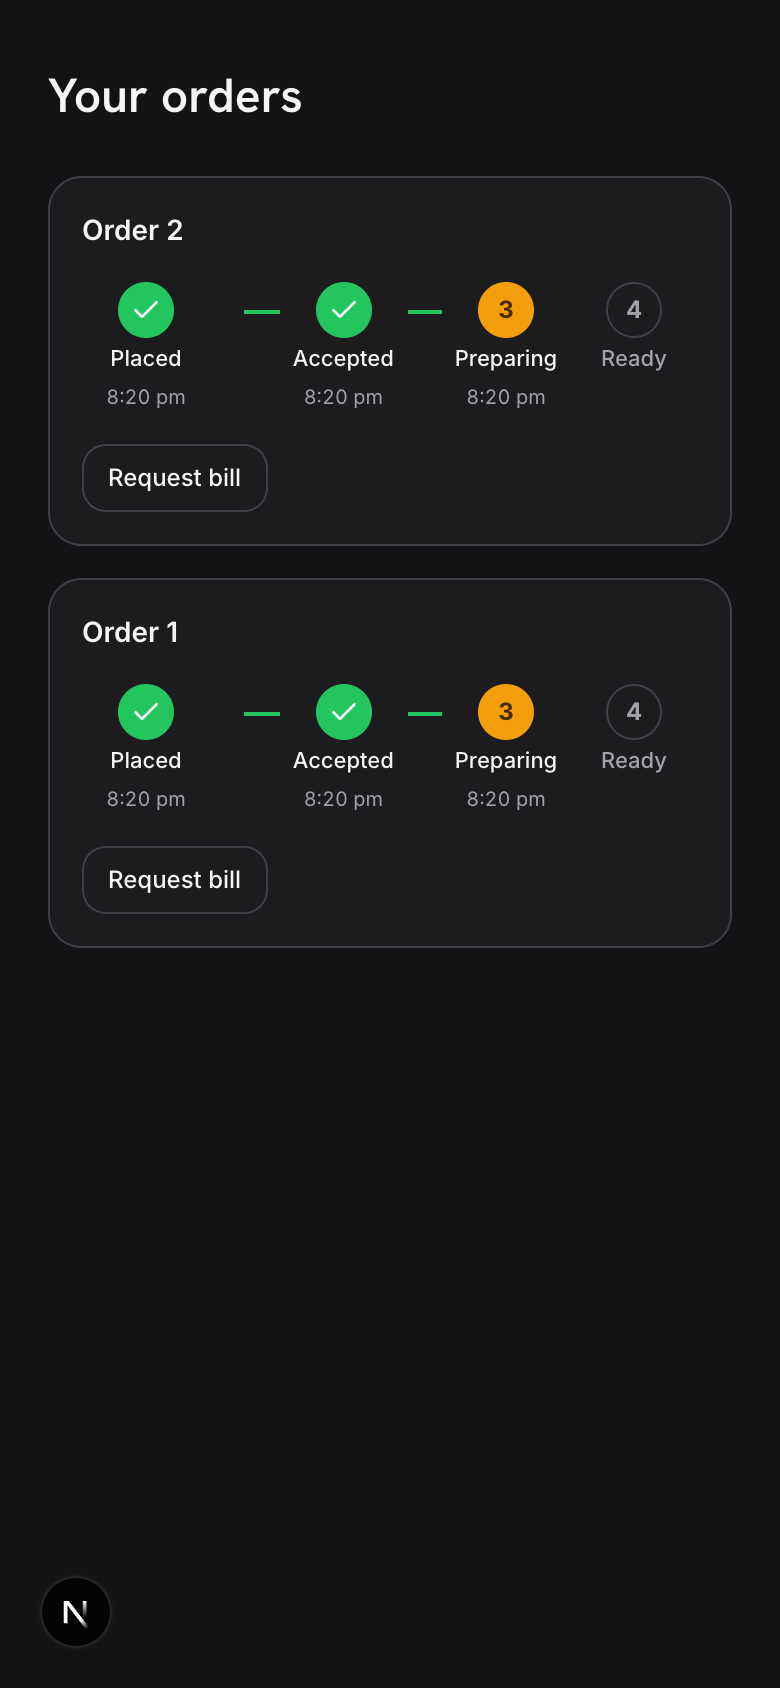 Your orders
Order 2
3 4
Placed Accepted Preparing Ready
8:20 pm 8:20 pm 8:20 pm
Request bill
Order 1
3 4
Placed Accepted Preparing Ready
8:20 pm 8:20 pm 8:20 pm
Request bill
N